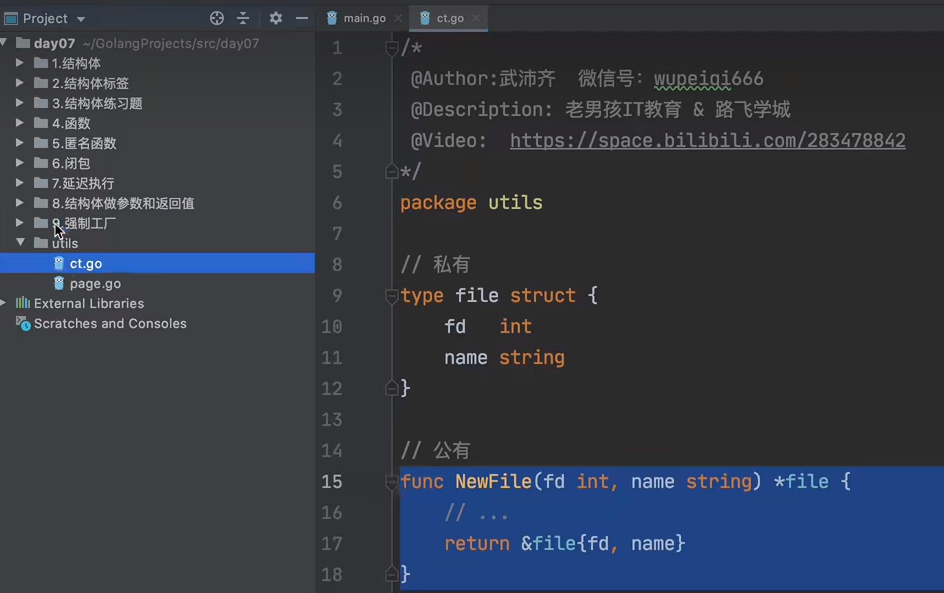 Project
main.go
ct.go
day07 ~/GolangProjects/src/day07
1.结构体
2.结构体标签
3.结构体练习题
4.函数
5.匿名函数
6.闭包
7.延迟执行
8.结构体做参数和返回值
9.强制工厂
utils
ct.go
page.go
External Libraries
Scratches and Consoles
1 /*
2 @Author:武沛齐 微信号：wupeiqi666
3 @Description: 老男孩IT教育 & 路飞学城
4 @Video: https://space.bilibili.com/283478842
5 */
6 package utils
7
8 // 私有
9 type file struct {
10 fd int
11 name string
12 }
13
14 // 公有
15 func NewFile(fd int, name string) *file {
16 // ...
17 return &file{fd, name}
18 }